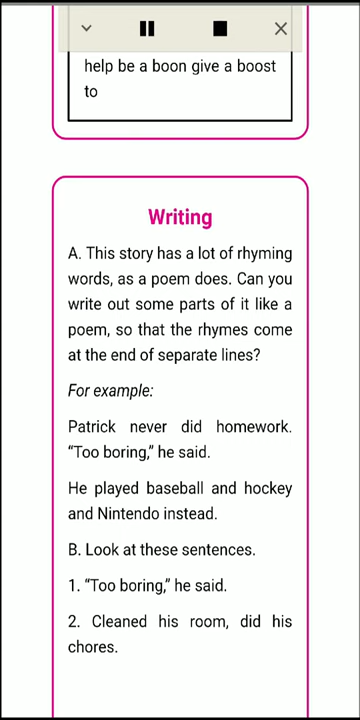 help be a boon give a boost
to
Writing
A. This story has a lot of rhyming
words, as a poem does. Can you
write out some parts of it like a
poem, so that the rhymes come
at the end of separate lines?
For example:
Patrick never did homework.
“Too boring,” he said.
He played baseball and hockey
and Nintendo instead.
B. Look at these sentences.
1. “Too boring,” he said.
2. Cleaned his room, did his
chores.